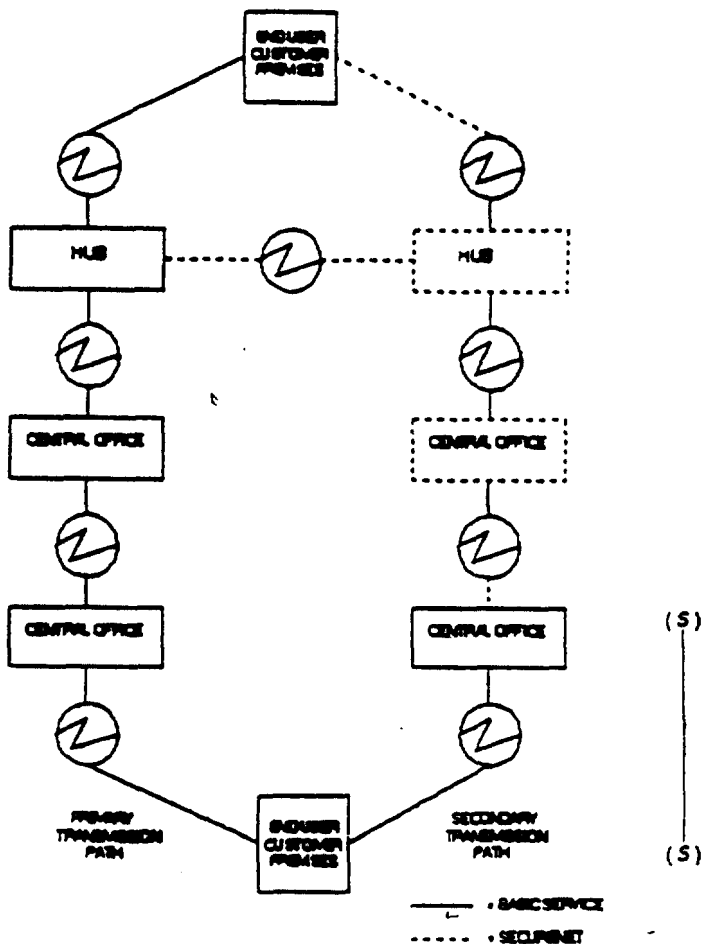 END USER
CUSTOMER
PREMISES
HUB
HUB
CENTRAL OFFICE
CENTRAL OFFICE
CENTRAL OFFICE
CENTRAL OFFICE
(S)
(S)
PRIMARY
TRANSMISSION
PATH
END USER
CUSTOMER
PREMISES
SECONDARY
TRANSMISSION
PATH
- BASIC SERVICE
- SECURENET